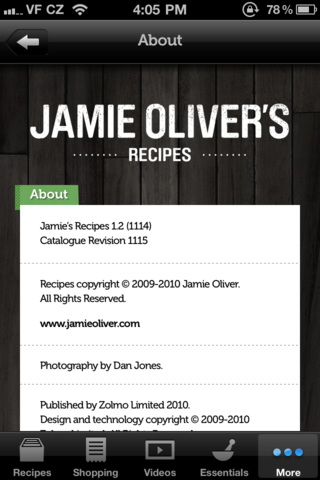 VF CZ 4:05 PM 78%
About
JAMIE OLIVER'S
RECIPES
About
Jamie's Recipes 1.2 (1114)
Catalogue Revision 1115
Recipes copyright © 2009-2010 Jamie Oliver.
All Rights Reserved.
www.jamieoliver.com
Photography by Dan Jones.
Published by Zolmo Limited 2010.
Design and technology copyright © 2009-2010
Recipes Shopping Videos Essentials More